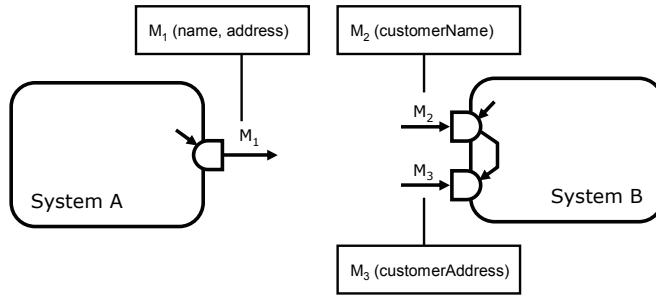 M₁ (name, address)
M₂ (customerName)
M₁
M₂
M₃
System A
System B
M₃ (customerAddress)